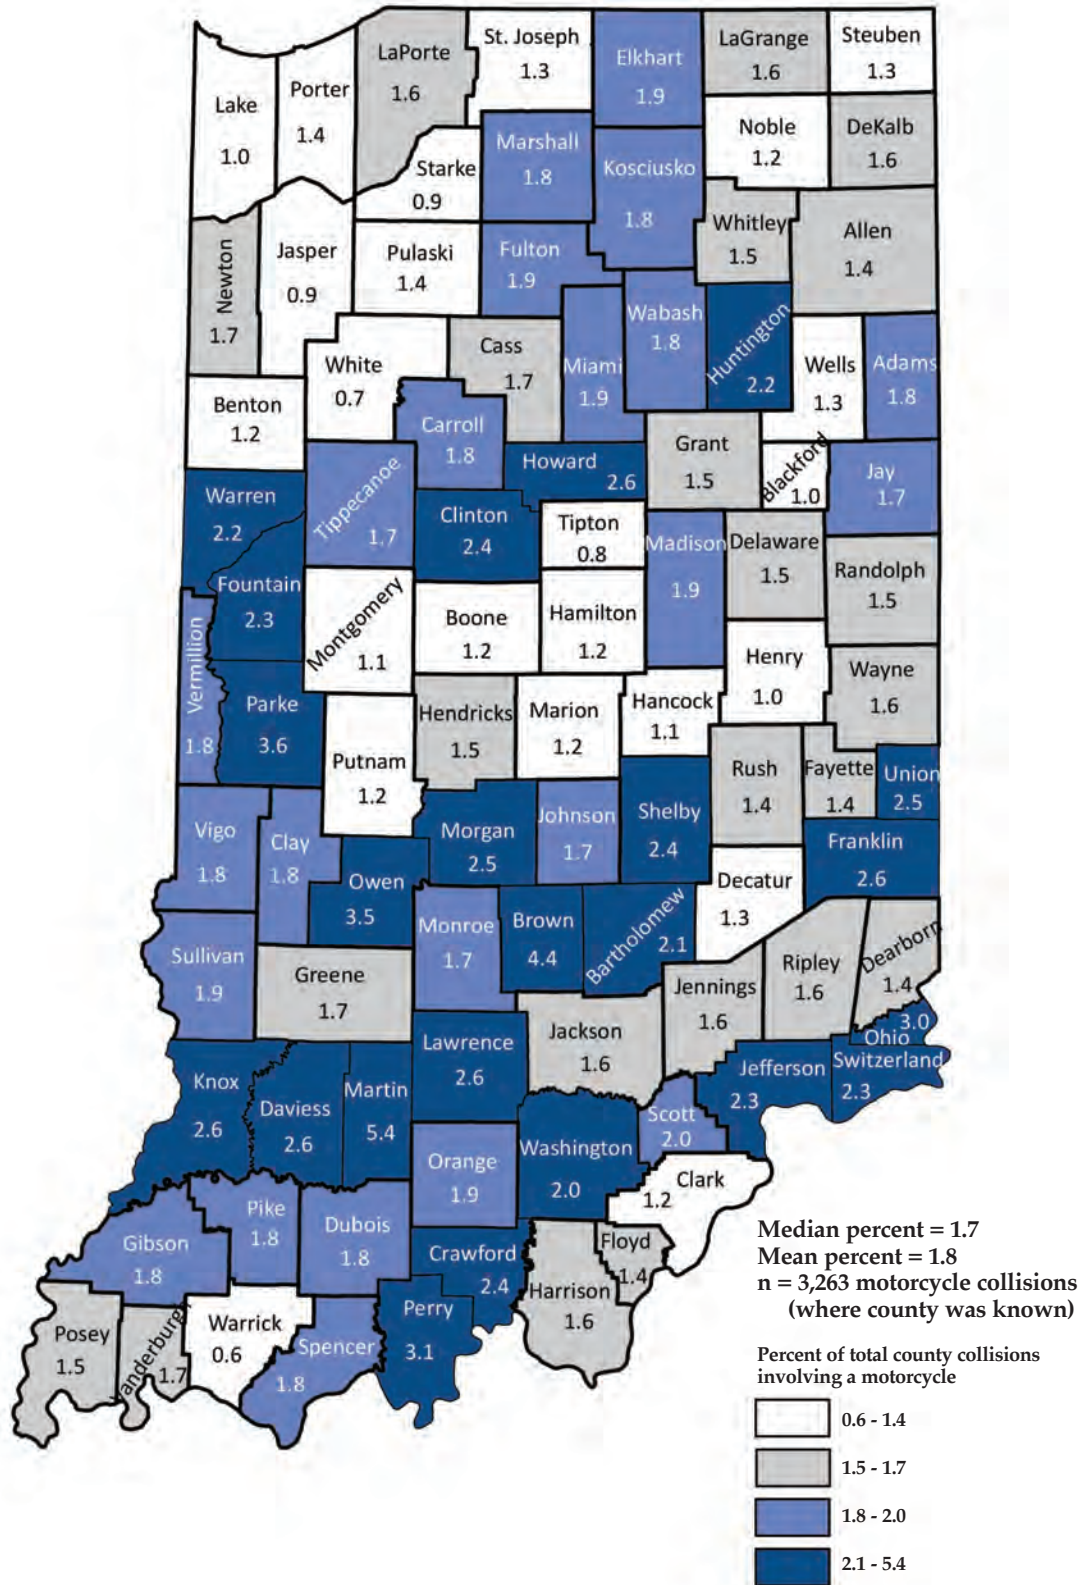 St. Joseph
1.3
LaPorte
1.6
Elkhart
1.9
LaGrange
1.6
Steuben
1.3
Lake
1.0
Porter
1.4
Noble
1.2
DeKalb
1.6
Marshall
1.8
Starke
0.9
Kosciusko
1.8
Whitley
1.5
Allen
1.4
Newton
1.7
Jasper
0.9
Pulaski
1.4
Fulton
1.9
Wabash
1.8
Huntington
2.2
White
0.7
Cass
1.7
Miami
1.9
Wells
1.3
Adams
1.8
Benton
1.2
Carroll
1.8
Howard
2.6
Grant
1.5
Blackford
1.0
Jay
1.7
Warren
2.2
Tippecanoe
1.7
Clinton
2.4
Tipton
0.8
Madison
1.9
Delaware
1.5
Randolph
1.5
Fountain
2.3
Vermillion
1.8
Montgomery
1.1
Boone
1.2
Hamilton
1.2
Henry
1.0
Wayne
1.6
Parke
3.6
Putnam
1.2
Hendricks
1.5
Marion
1.2
Hancock
1.1
Rush
1.4
Fayette
1.4
Union
2.5
Vigo
1.8
Clay
1.8
Morgan
2.5
Johnson
1.7
Shelby
2.4
Franklin
2.6
Owen
3.5
Decatur
1.3
Sullivan
1.9
Greene
1.7
Monroe
1.7
Brown
4.4
Bartholomew
2.1
Jennings
1.6
Ripley
1.6
Dearborn
1.4
3.0
Ohio
Knox
2.6
Daviess
2.6
Martin
5.4
Lawrence
2.6
Jackson
1.6
Jefferson
2.3
Switzerland
2.3
Scott
2.0
Washington
2.0
Orange
1.9
Clark
1.2
Gibson
1.8
Pike
1.8
Dubois
1.8
Crawford
2.4
Floyd
1.4
Harrison
1.6
Posey
1.5
Vanderburgh
1.7
Warrick
0.6
Spencer
1.8
Perry
3.1
Median percent = 1.7
Mean percent = 1.8
n = 3,263 motorcycle collisions
(where county was known)
Percent of total county collisions
involving a motorcycle
0.6 - 1.4
1.5 - 1.7
1.8 - 2.0
2.1 - 5.4